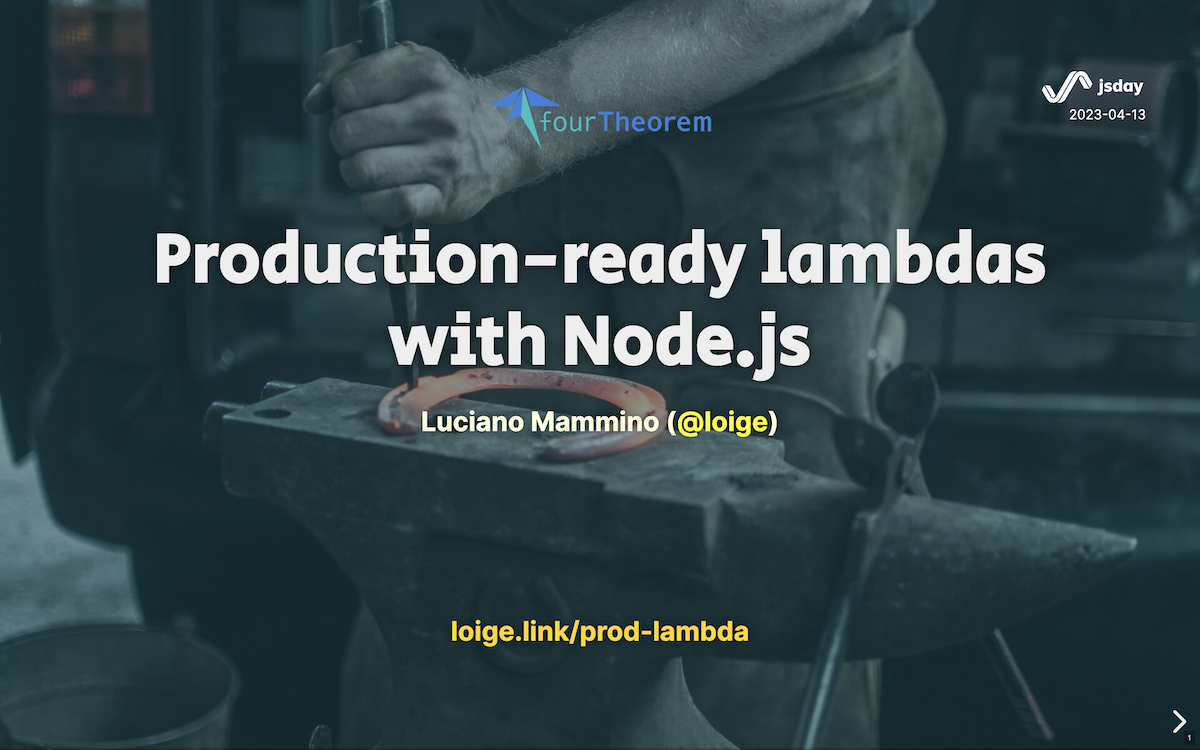 fourTheorem
jsday
2023-04-13
Production-ready lambdas
with Node.js
Luciano Mammino (@loige)
loige.link/prod-lambda
1